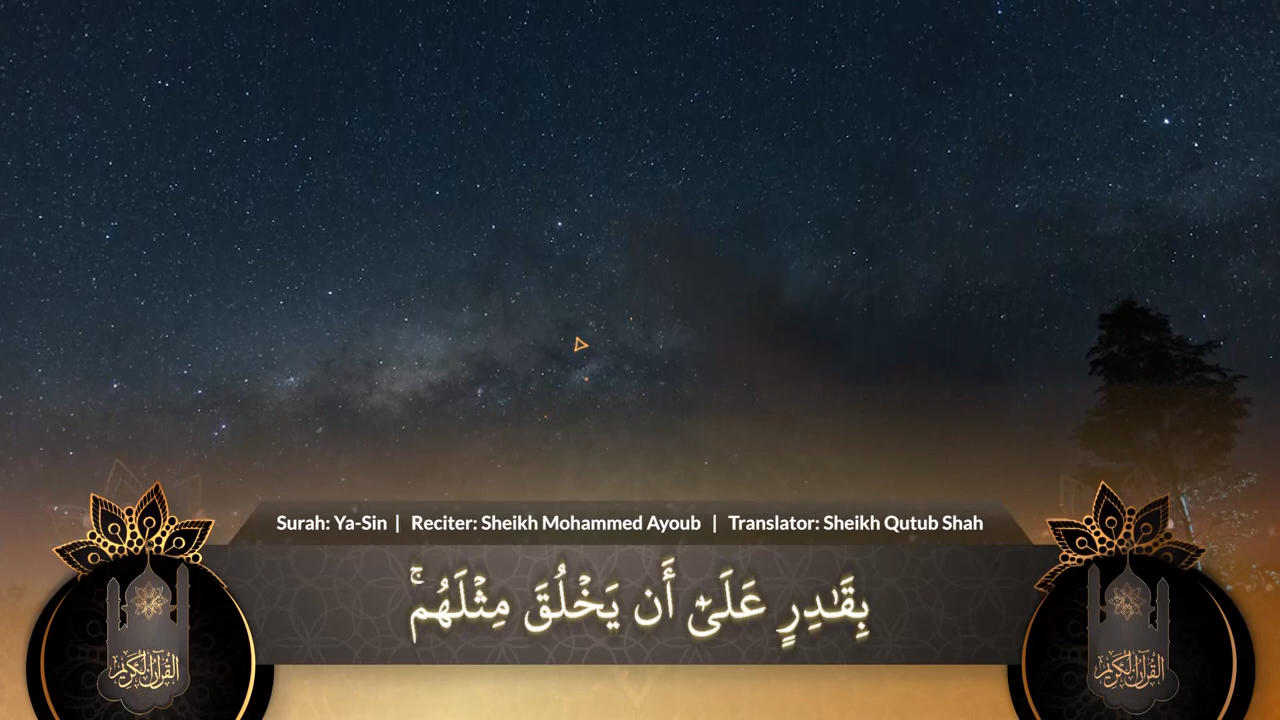 Surah: Ya-Sin | Reciter: Sheikh Mohammed Ayoub | Translator: Sheikh Qutub Shah
بِقَـٰدِرٍ عَلَىٰٓ أَن يَخْلُقَ مِثْلَهُمۚ
القرآن الكريم
القرآن الكريم